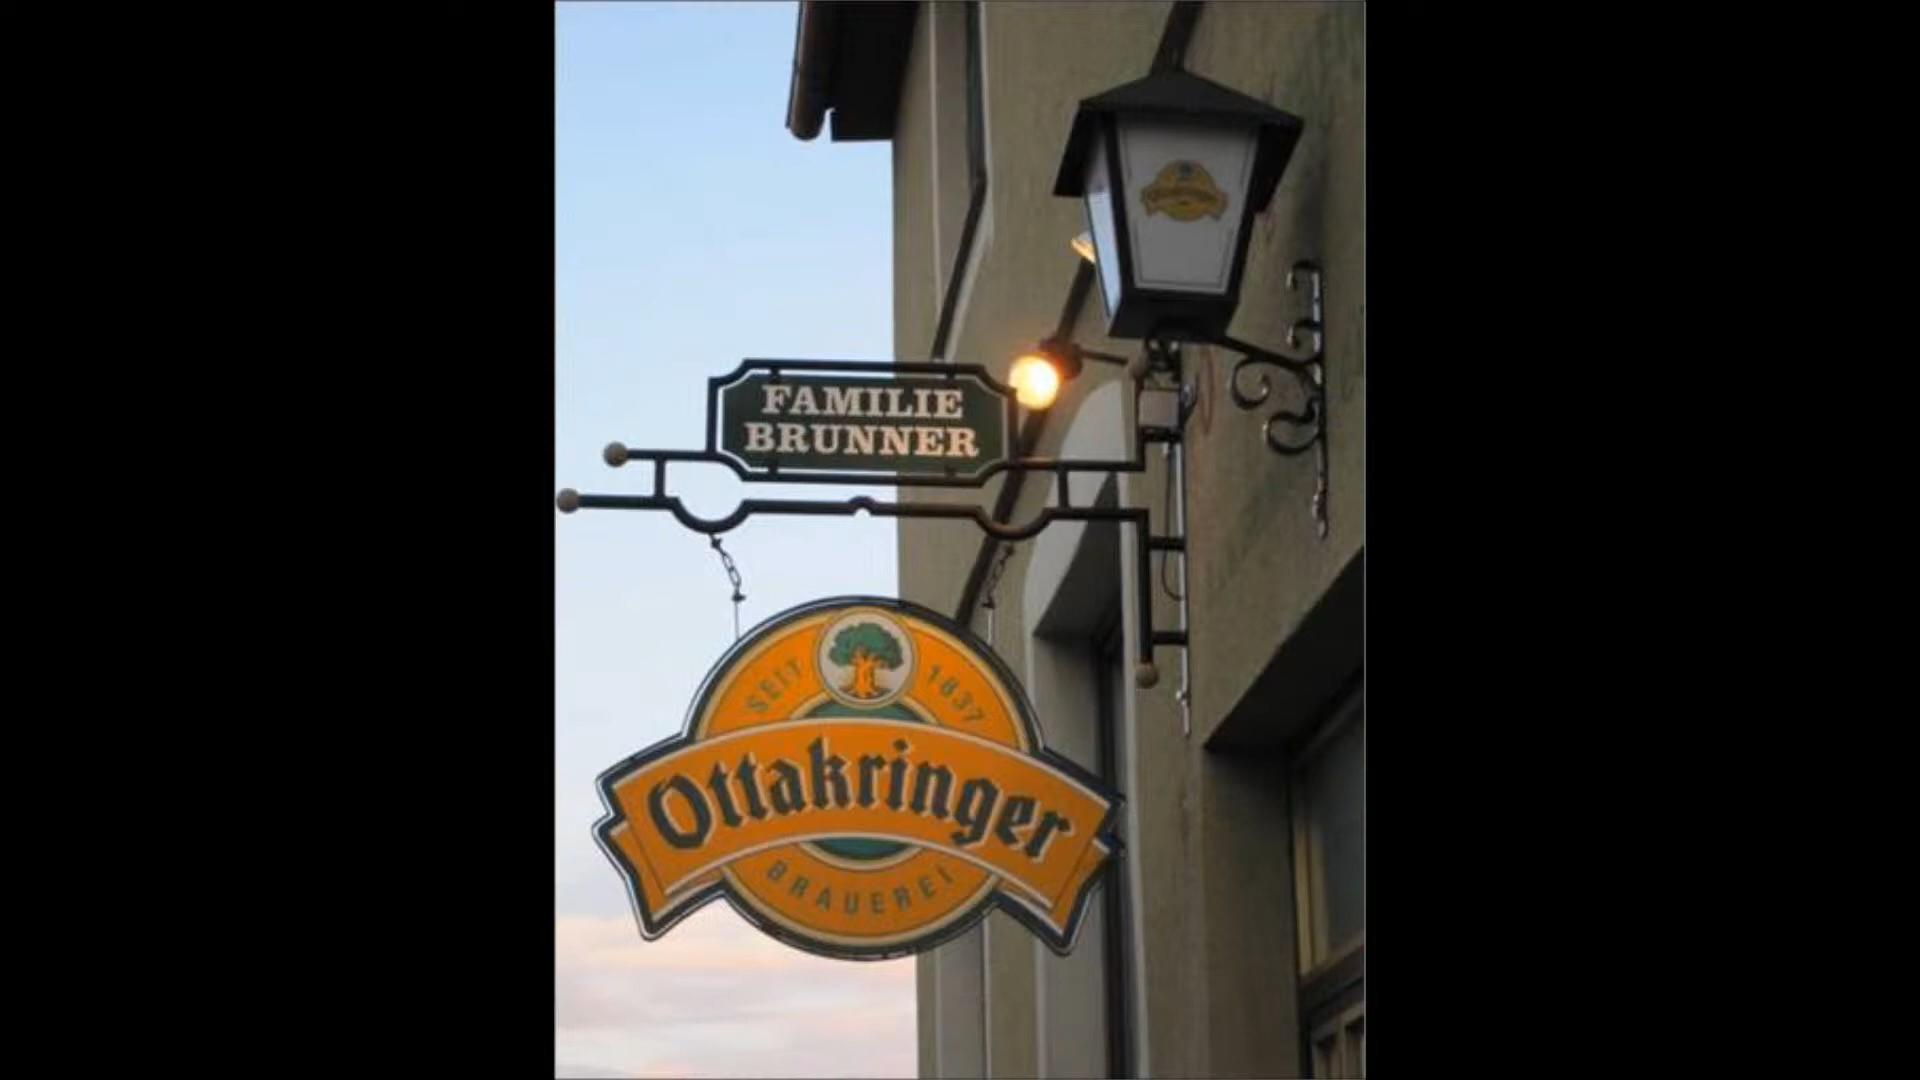 FAMILIE
BRUNNER
SEIT 1837
Ottakringer
BRAUEREI